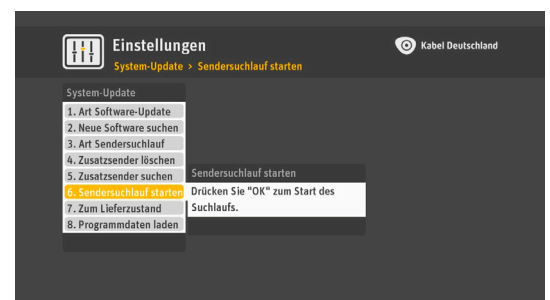 Einstellungen
System-Update > Sendersuchlauf starten
Kabel Deutschland
System-Update
1. Art Software-Update
2. Neue Software suchen
3. Art Sendersuchlauf
4. Zusatzsender löschen
5. Zusatzsender suchen
6. Sendersuchlauf starten
7. Zum Lieferzustand
8. Programmdaten laden
Sendersuchlauf starten
Drücken Sie "OK" zum Start des
Suchlaufs.